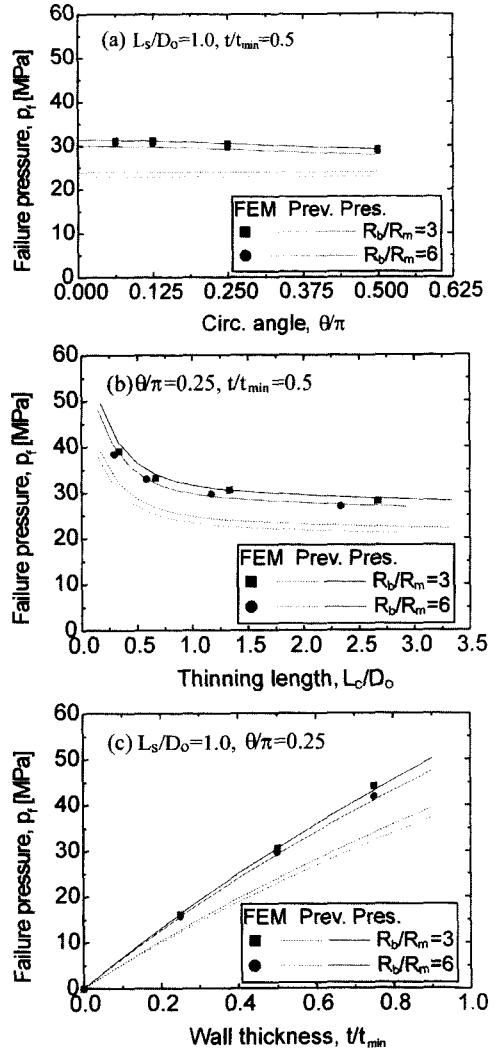 (a) Ls/Do=1.0, t/tmin=0.5
Failure pressure, pf [MPa]
60
50
40
30
20
10
0
FEM Prev. Pres.
Rb/Rm=3
Rb/Rm=6
0.000 0.125 0.250 0.375 0.500 0.625
Circ. angle, θ/π
(b) θ/π=0.25, t/tmin=0.5
Failure pressure, pf [MPa]
60
50
40
30
20
10
0
FEM Prev. Pres.
Rb/Rm=3
Rb/Rm=6
0.0 0.5 1.0 1.5 2.0 2.5 3.0 3.5
Thinning length, Lc/Do
(c) Ls/Do=1.0, θ/π=0.25
Failure pressure, pf [MPa]
60
50
40
30
20
10
0
FEM Prev. Pres.
Rb/Rm=3
Rb/Rm=6
0.0 0.2 0.4 0.6 0.8 1.0
Wall thickness, t/tmin